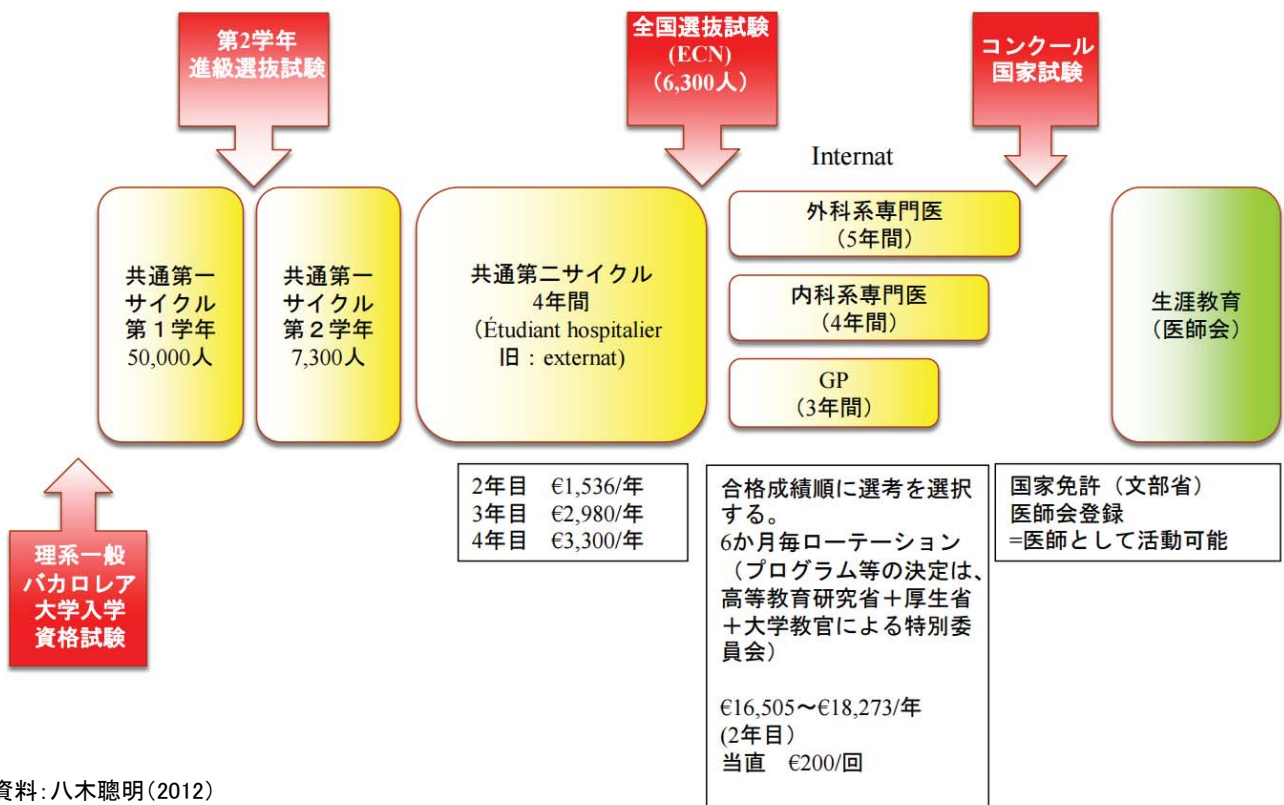 第2学年
進級選抜試験
全国選抜試験
(ECN)
(6,300人)
コンクール
国家試験
Internat
共通第一
サイクル
第１学年
50,000人
共通第一
サイクル
第２学年
7,300人
共通第二サイクル
4年間
(Étudiant hospitalier
旧：externat)
外科系専門医
(5年間)
内科系専門医
(4年間)
GP
(3年間)
生涯教育
(医師会)
理系一般
バカロレア
大学入学
資格試験
2年目 €1,536/年
3年目 €2,980/年
4年目 €3,300/年
合格成績順に選考を選択
する。
6か月毎ローテーション
（プログラム等の決定は、
高等教育研究省＋厚生省
＋大学教官による特別委
員会）
€16,505～€18,273/年
(2年目）
当直 €200/回
国家免許（文部省）
医師会登録
=医師として活動可能
資料：八木聰明（2012）